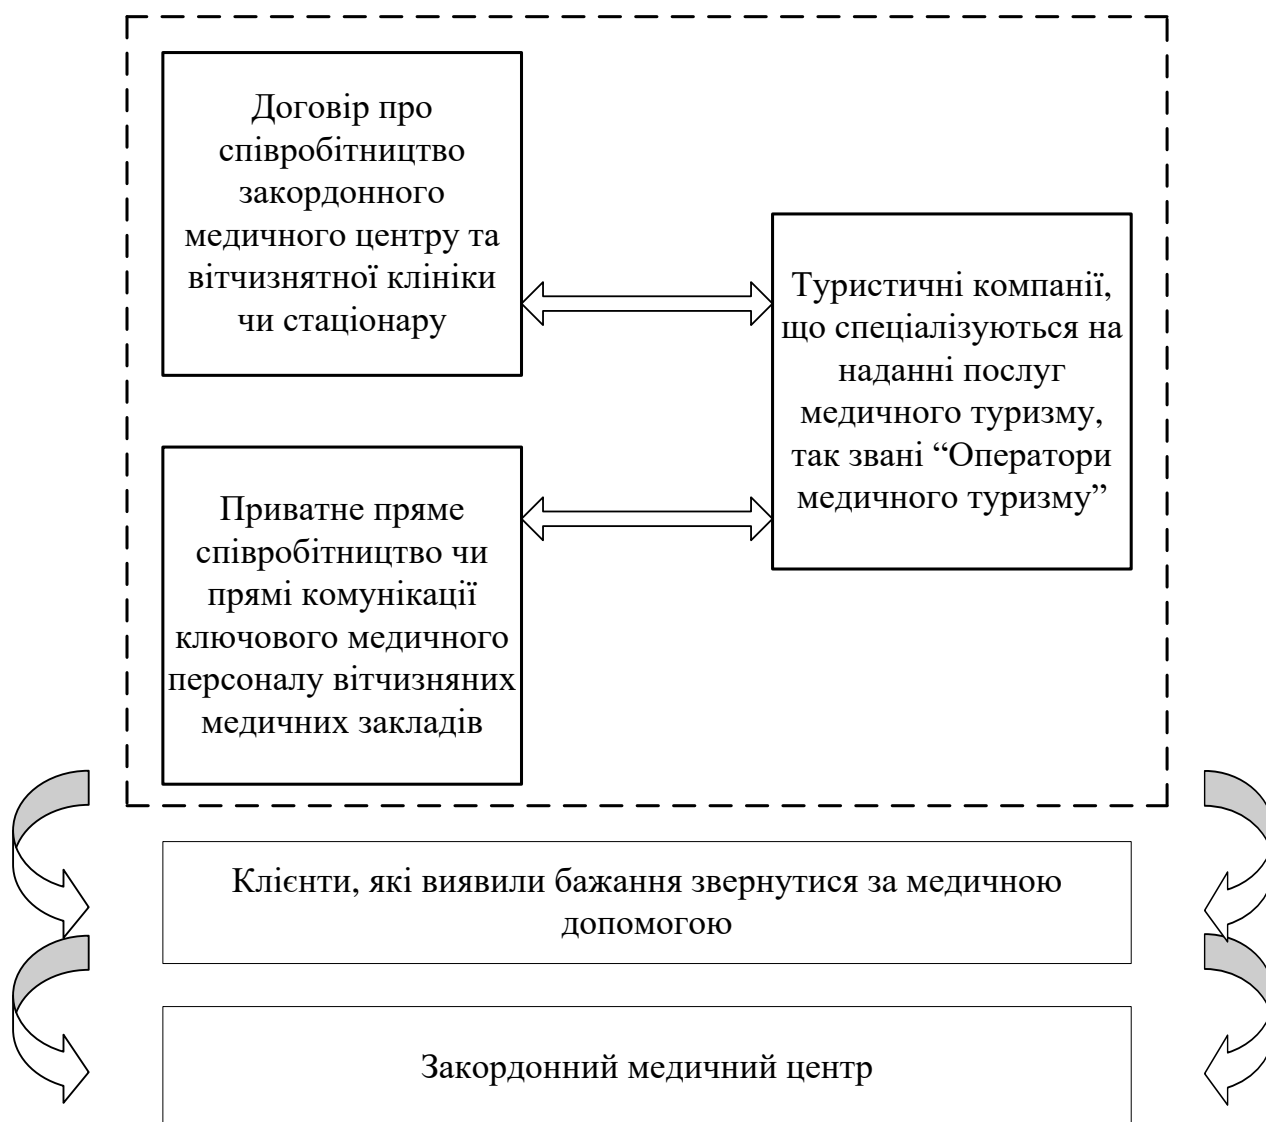 Договір про
співробітництво
закордонного
медичного центру та
вітчизнятної клініки
чи стаціонару
Туристичні компанії,
що спеціалізуються на
наданні послуг
медичного туризму,
так звані “Оператори
медичного туризму”
Приватне пряме
співробітництво чи
прямі комунікації
ключового медичного
персоналу вітчизняних
медичних закладів
Клієнти, які виявили бажання звернутися за медичною
допомогою
Закордонний медичний центр